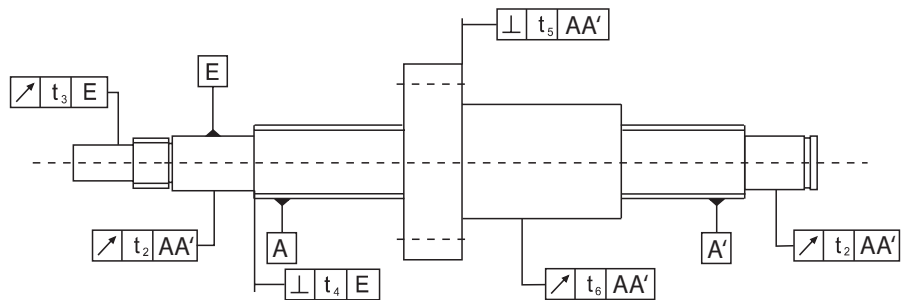 ⊥ t₅ AA'
E
↗ t₃ E
A
A'
↗ t₂ AA'
↗ t₂ AA'
⊥ t₄ E
↗ t₆ AA'